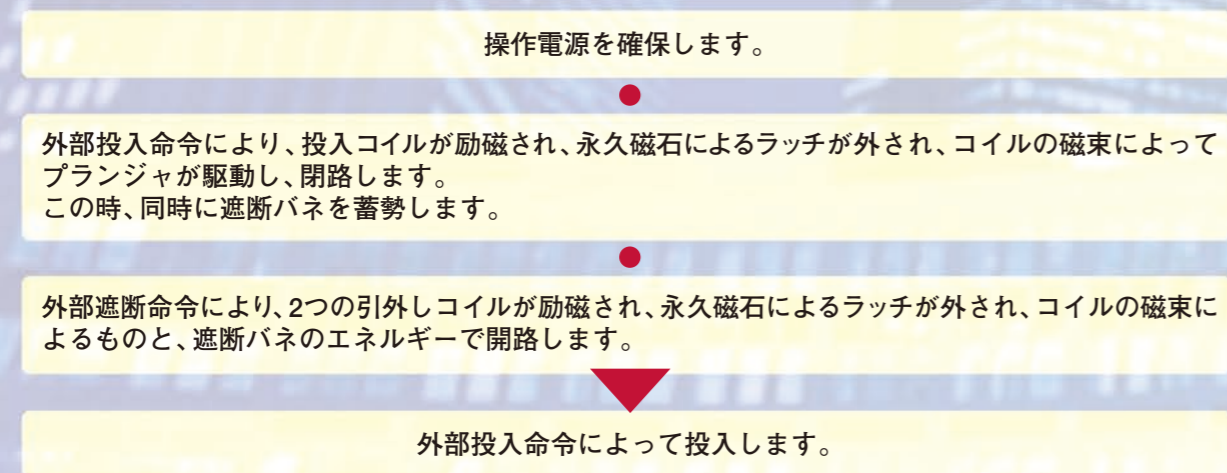 操作電源を確保します。
外部投入命令により、投入コイルが励磁され、永久磁石によるラッチが外され、コイルの磁束によって
プランジャが駆動し、閉路します。
この時、同時に遮断バネを蓄勢します。
外部遮断命令により、2つの引外しコイルが励磁され、永久磁石によるラッチが外され、コイルの磁束に
よるものと、遮断バネのエネルギーで開路します。
外部投入命令によって投入します。